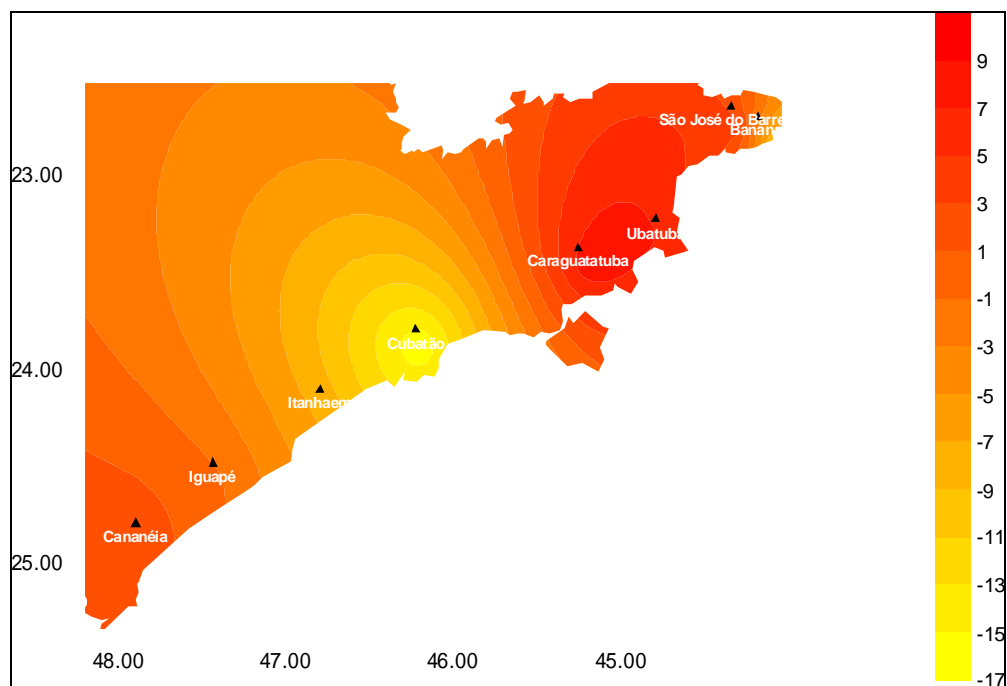 9
7
São José do Barre
5
Banan
23.00
3
Ubatuba
1
Caraguatatuba
-1
Cubatão
-3
24.00
-5
Itanhaem
-7
Iguapé
-9
-11
Cananéia
25.00
-13
-15
48.00 47.00 46.00 45.00
-17